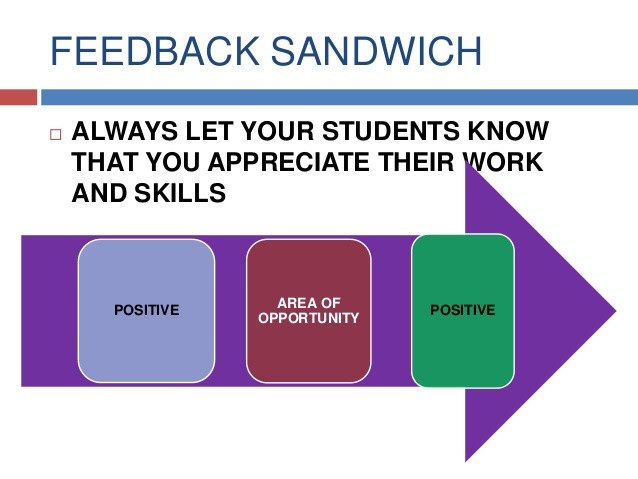 FEEDBACK SANDWICH
ALWAYS LET YOUR STUDENTS KNOW
THAT YOU APPRECIATE THEIR WORK
AND SKILLS
POSITIVE
AREA OF
OPPORTUNITY
POSITIVE